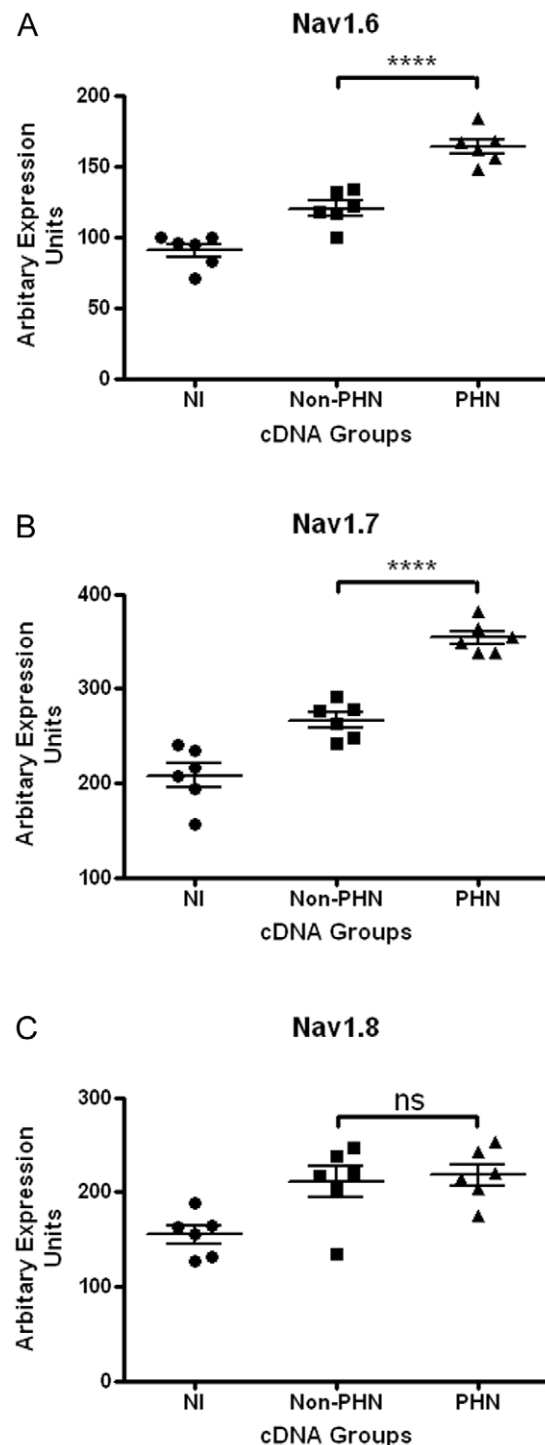 A
Nav1.6
****
200
150
100
50
0
Arbitary Expression
Units
NI Non-PHN PHN
cDNA Groups
B
Nav1.7
****
400
300
200
100
Arbitary Expression
Units
NI Non-PHN PHN
cDNA Groups
C
Nav1.8
ns
300
200
100
0
Arbitary Expression
Units
NI Non-PHN PHN
cDNA Groups